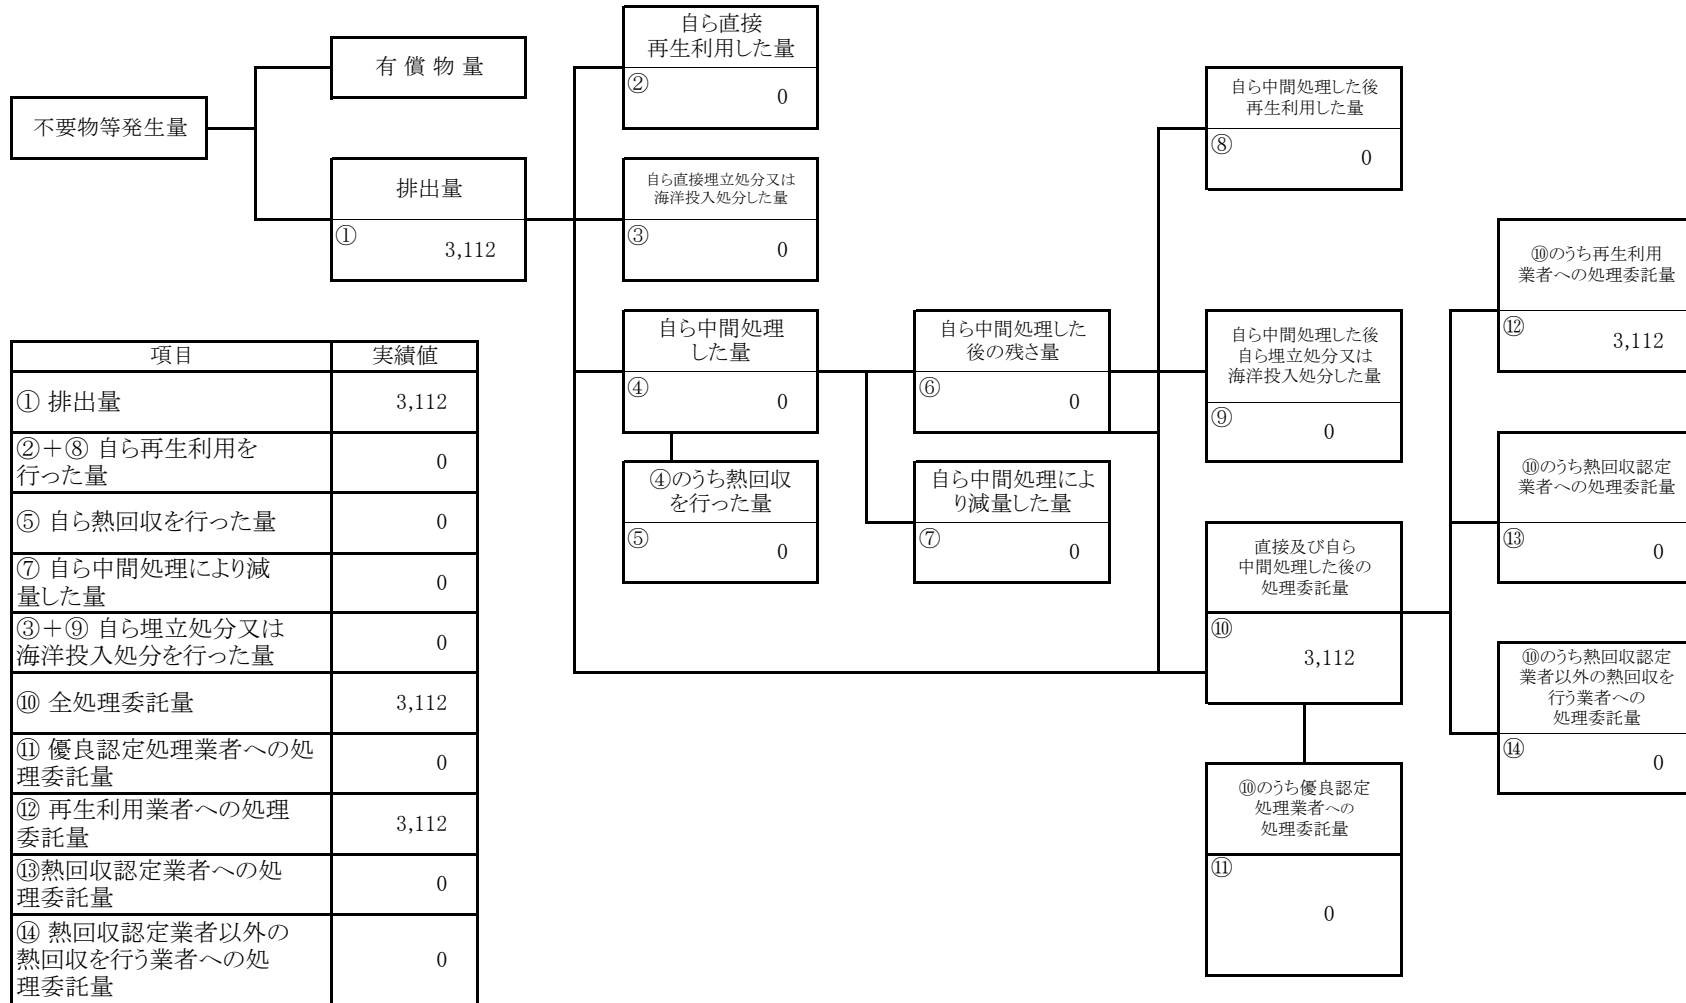 不要物等発生量
有 償 物 量
排出量
①
3,112
自ら直接
再生利用した量
②
0
自ら直接埋立処分又は
海洋投入処分した量
③
0
自ら中間処理
した量
④
0
④のうち熱回収
を行った量
⑤
0
自ら中間処理した
後の残さ量
⑥
0
自ら中間処理によ
り減量した量
⑦
0
自ら中間処理した後
再生利用した量
⑧
0
自ら中間処理した後
自ら埋立処分又は
海洋投入処分した量
⑨
0
直接及び自ら
中間処理した後の
処理委託量
⑩
3,112
⑩のうち優良認定
処理業者への
処理委託量
⑪
0
⑩のうち再生利用
業者への処理委託量
⑫
3,112
⑩のうち熱回収認定
業者への処理委託量
⑬
0
⑩のうち熱回収認定
業者以外の熱回収を
行う業者への
処理委託量
⑭
0
項目 実績値
① 排出量 3,112
②＋⑧ 自ら再生利用を
行った量 0
⑤ 自ら熱回収を行った量 0
⑦ 自ら中間処理により減
量した量 0
③＋⑨ 自ら埋立処分又は
海洋投入処分を行った量 0
⑩ 全処理委託量 3,112
⑪ 優良認定処理業者への処
理委託量 0
⑫ 再生利用業者への処理
委託量 3,112
⑬熱回収認定業者への処
理委託量 0
⑭ 熱回収認定業者以外の
熱回収を行う業者への処
理委託量 0